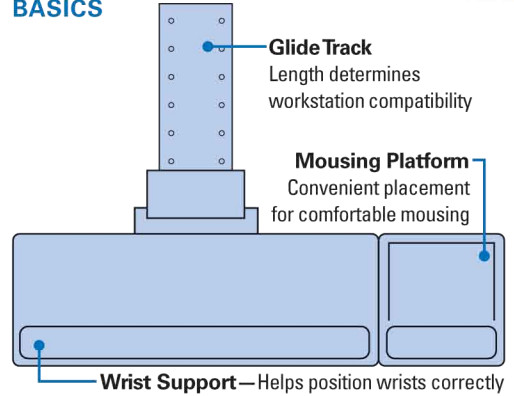 BASICS
Glide Track
Length determines
workstation compatibility
Mousing Platform
Convenient placement
for comfortable mousing
Wrist Support—Helps position wrists correctly